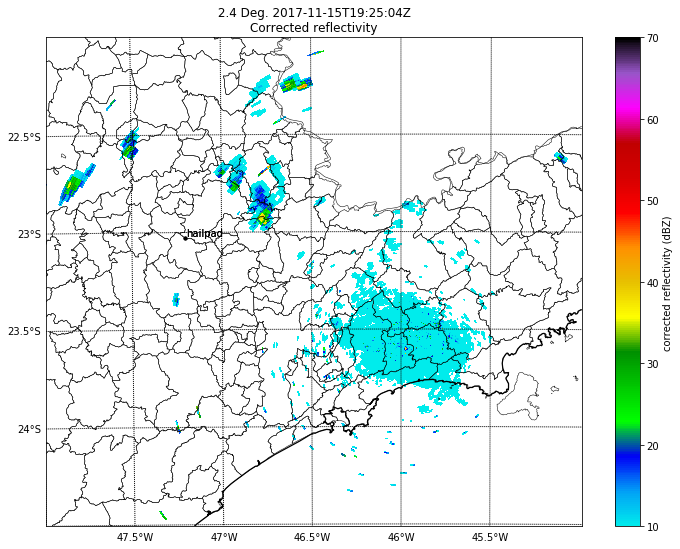 2.4 Deg. 2017-11-15T19:25:04Z
Corrected reflectivity
22.5°S
23°S
23.5°S
24°S
hailpad
47.5°W
47°W
46.5°W
46°W
45.5°W
70
60
50
40
30
20
10
corrected reflectivity (dBZ)